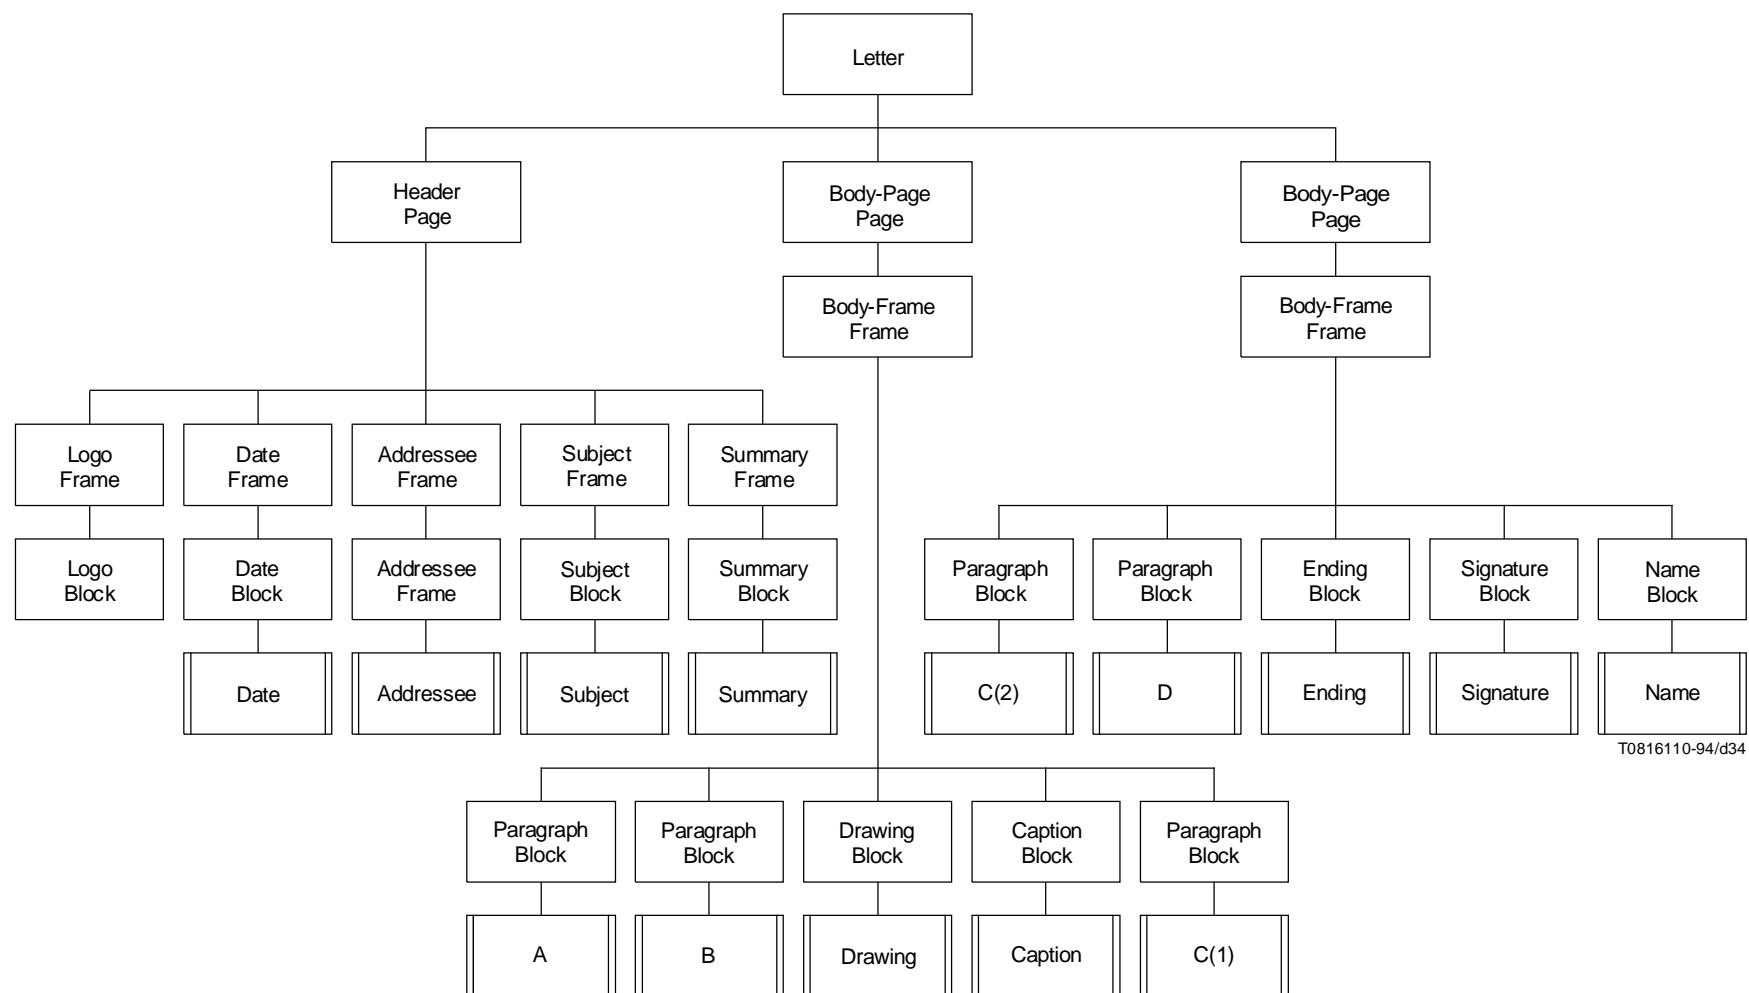 Letter
Header
Page
Body-Page
Page
Body-Page
Page
Body-Frame
Frame
Body-Frame
Frame
Logo
Frame
Date
Frame
Addressee
Frame
Subject
Frame
Summary
Frame
Logo
Block
Date
Block
Addressee
Frame
Subject
Block
Summary
Block
Paragraph
Block
Paragraph
Block
Ending
Block
Signature
Block
Name
Block
Date
Addressee
Subject
Summary
C(2)
D
Ending
Signature
Name
T0816110-94/d34
Paragraph
Block
Paragraph
Block
Drawing
Block
Caption
Block
Paragraph
Block
A
B
Drawing
Caption
C(1)